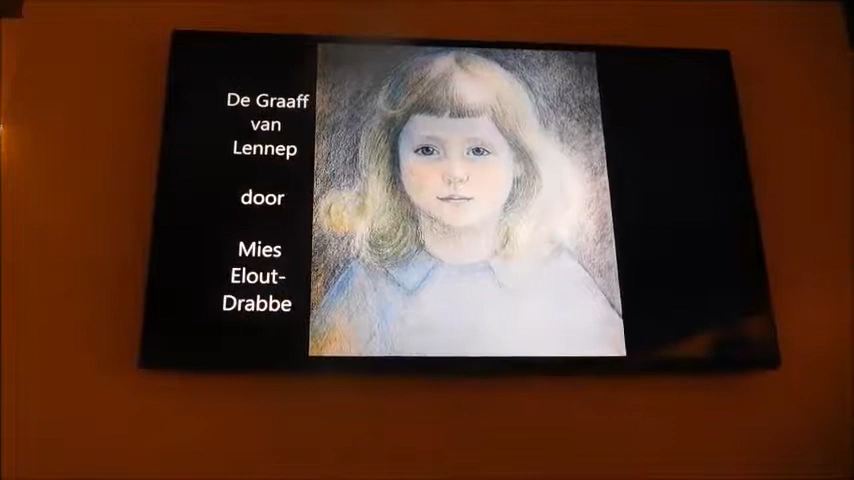 De Graaff
van
Lennep
door
Mies
Elout-
Drabbe